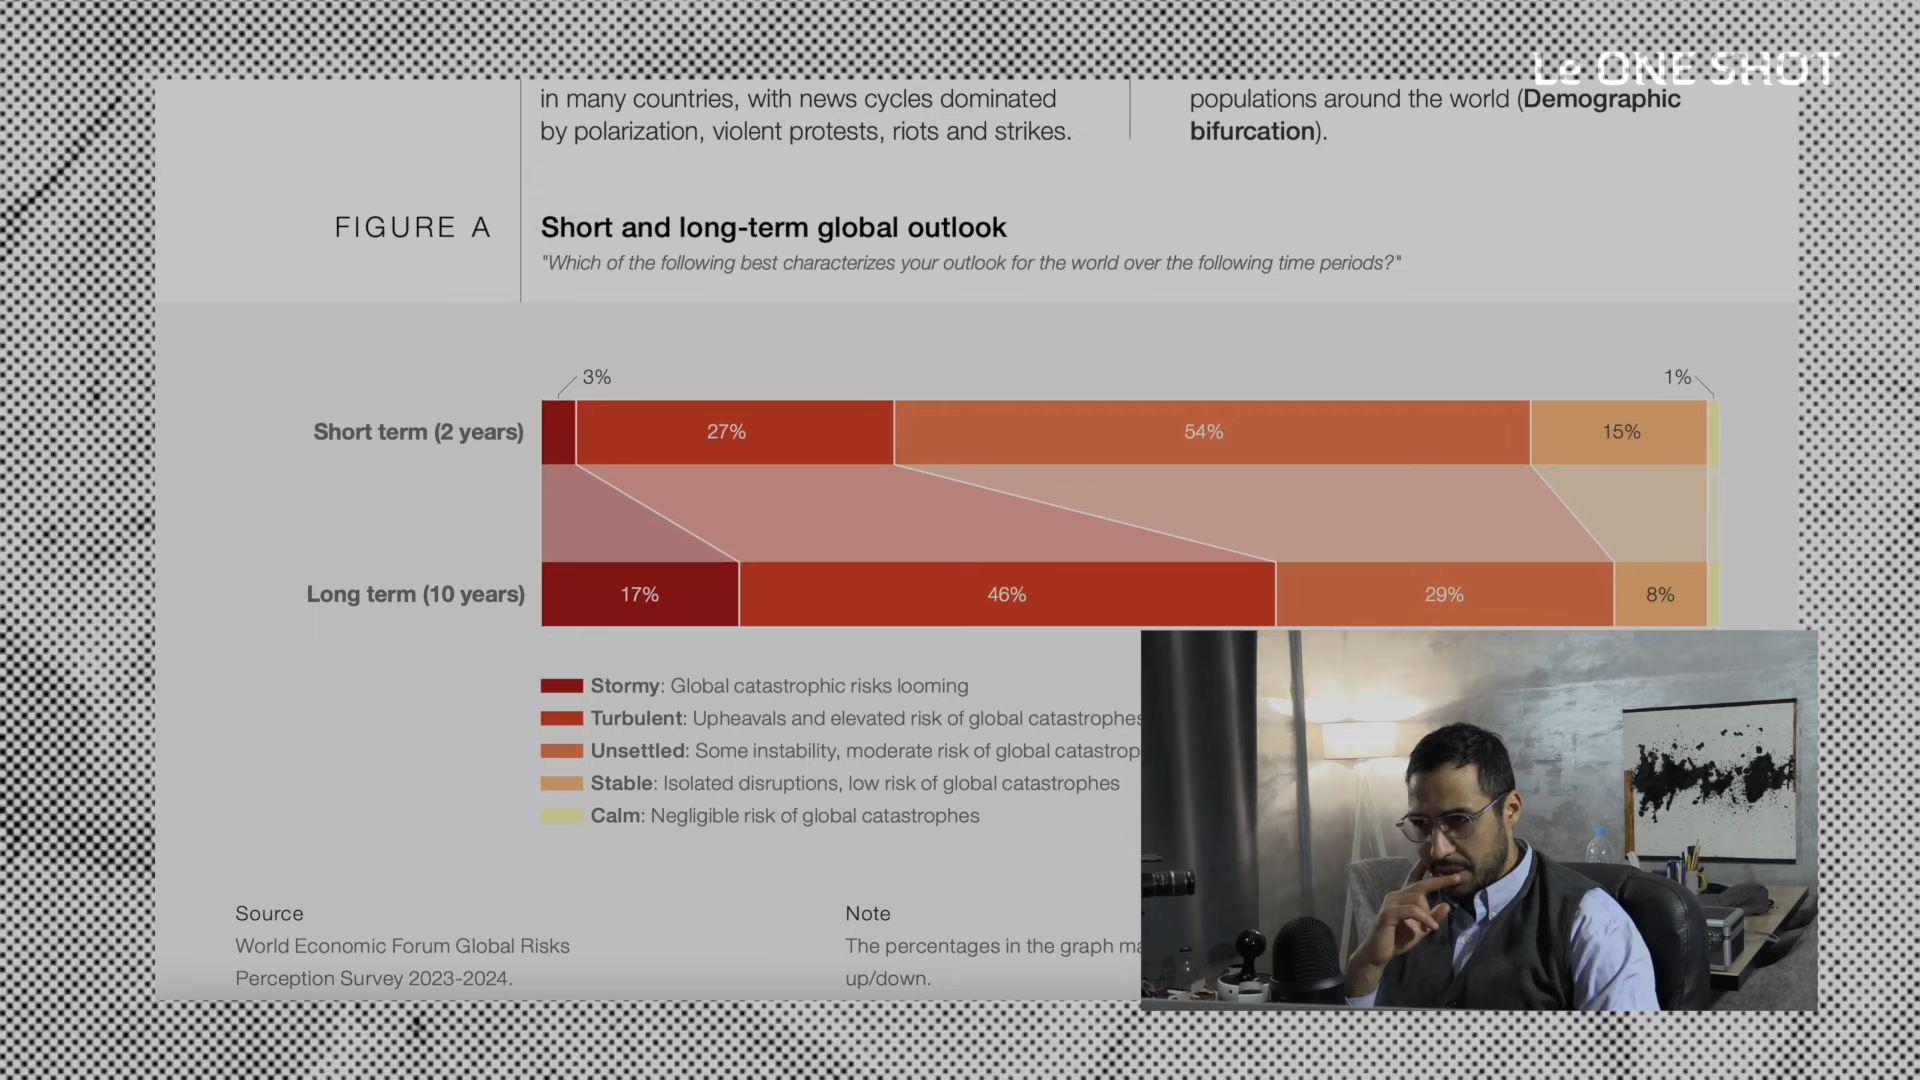 Le ONE SHOT
in many countries, with news cycles dominated
by polarization, violent protests, riots and strikes.
populations around the world (Demographic
bifurcation).
FIGURE A
Short and long-term global outlook
"Which of the following best characterizes your outlook for the world over the following time periods?"
3%
1%
Short term (2 years)
27%
54%
15%
Long term (10 years)
17%
46%
29%
8%
Stormy: Global catastrophic risks looming
Turbulent: Upheavals and elevated risk of global catastrophes
Unsettled: Some instability, moderate risk of global
Stable: Isolated disruptions, low risk of global catastrophes
Calm: Negligible risk of global catastrophes
Source
World Economic Forum Global Risks
Perception Survey 2023-2024.
Note
The percentages in the graph
up/down.